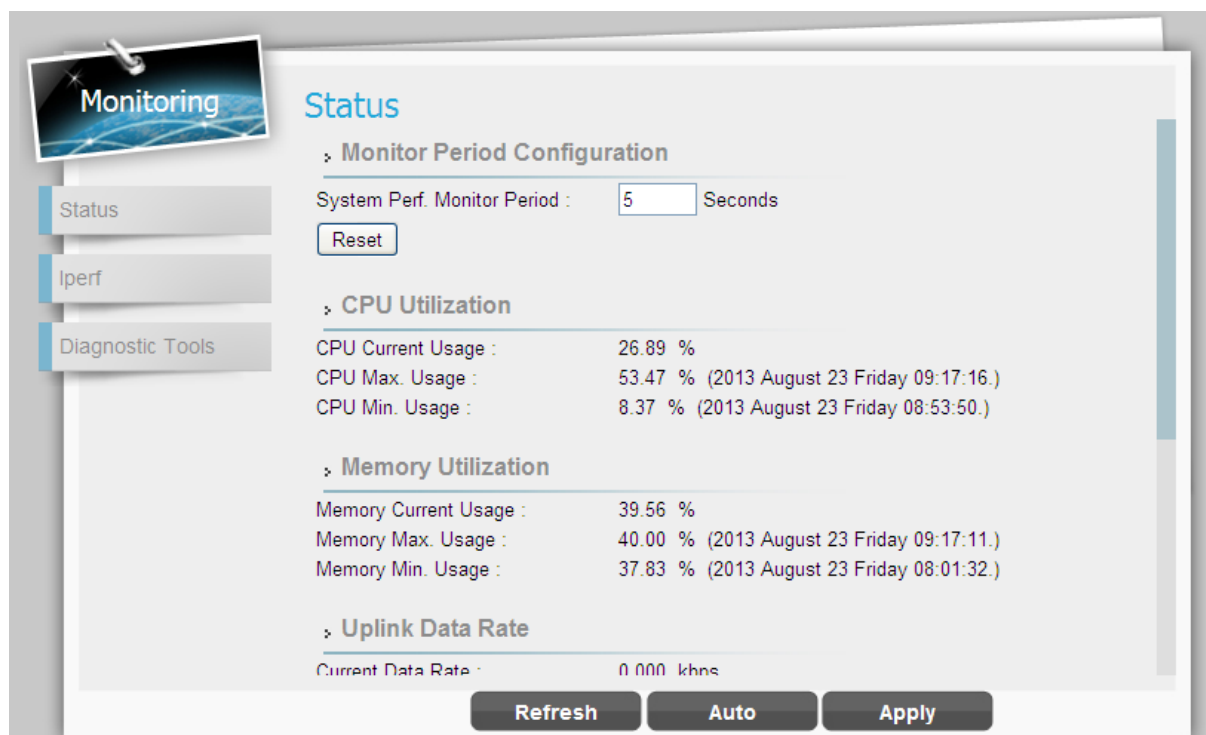 Monitoring
Status
Iperf
Diagnostic Tools
Status
Monitor Period Configuration
System Perf. Monitor Period : 5 Seconds
Reset
CPU Utilization
CPU Current Usage : 26.89 %
CPU Max. Usage : 53.47 % (2013 August 23 Friday 09:17:16.)
CPU Min. Usage : 8.37 % (2013 August 23 Friday 08:53:50.)
Memory Utilization
Memory Current Usage : 39.56 %
Memory Max. Usage : 40.00 % (2013 August 23 Friday 09:17:11.)
Memory Min. Usage : 37.83 % (2013 August 23 Friday 08:01:32.)
Uplink Data Rate
Current Data Rate : 0.000 kbps
Refresh
Auto
Apply